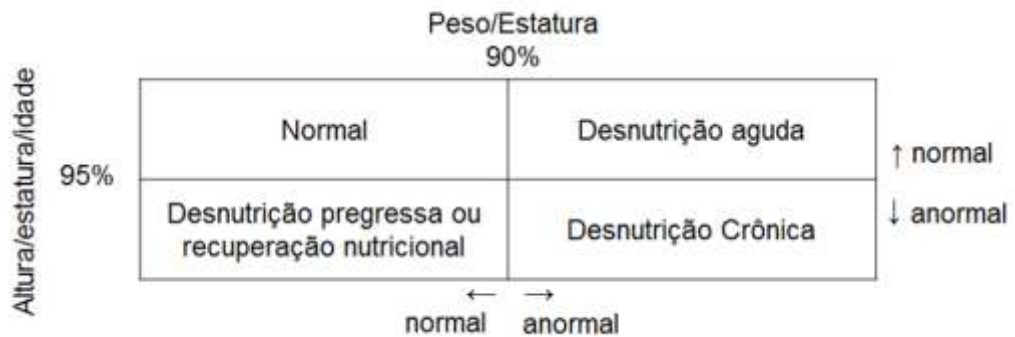 Peso/Estatura
90%
Altura/estatura/idade
95%
Normal
Desnutrição aguda
↑ normal
Desnutrição pregressa ou
recuperação nutricional
Desnutrição Crônica
↓ anormal
← →
normal anormal